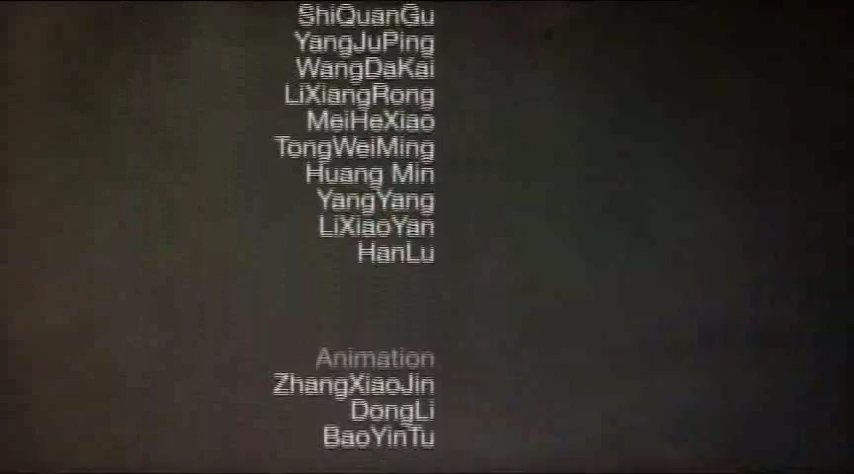 ShiQuanGu
YangJuPing
WangDaKai
LiXiangRong
MeiHeXiao
TongWeiMing
Huang Min
YangYang
LiXiaoYan
HanLu
Animation
ZhangXiaoJin
DongLi
BaoYinTu